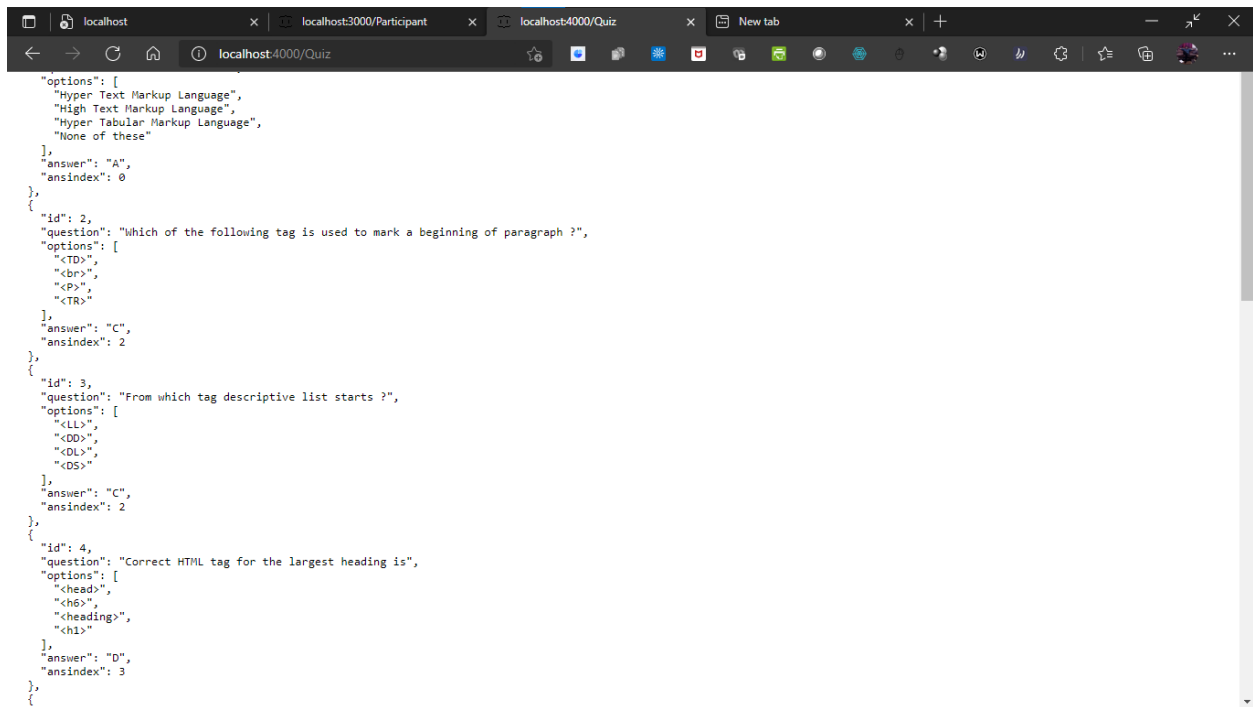 localhost
localhost:3000/Participant
localhost:4000/Quiz
New tab
localhost:4000/Quiz
"options": [
"Hyper Text Markup Language",
"High Text Markup Language",
"Hyper Tabular Markup Language",
"None of these"
],
"answer": "A",
"ansindex": 0
},
{
"id": 2,
"question": "Which of the following tag is used to mark a beginning of paragraph ?",
"options": [
"<TD>",
"<br>",
"<P>",
"<TR>"
],
"answer": "C",
"ansindex": 2
},
{
"id": 3,
"question": "From which tag descriptive list starts ?",
"options": [
"<LL>",
"<DD>",
"<DL>",
"<DS>"
],
"answer": "C",
"ansindex": 2
},
{
"id": 4,
"question": "Correct HTML tag for the largest heading is",
"options": [
"<head>",
"<h6>",
"<heading>",
"<h1>"
],
"answer": "D",
"ansindex": 3
},
{